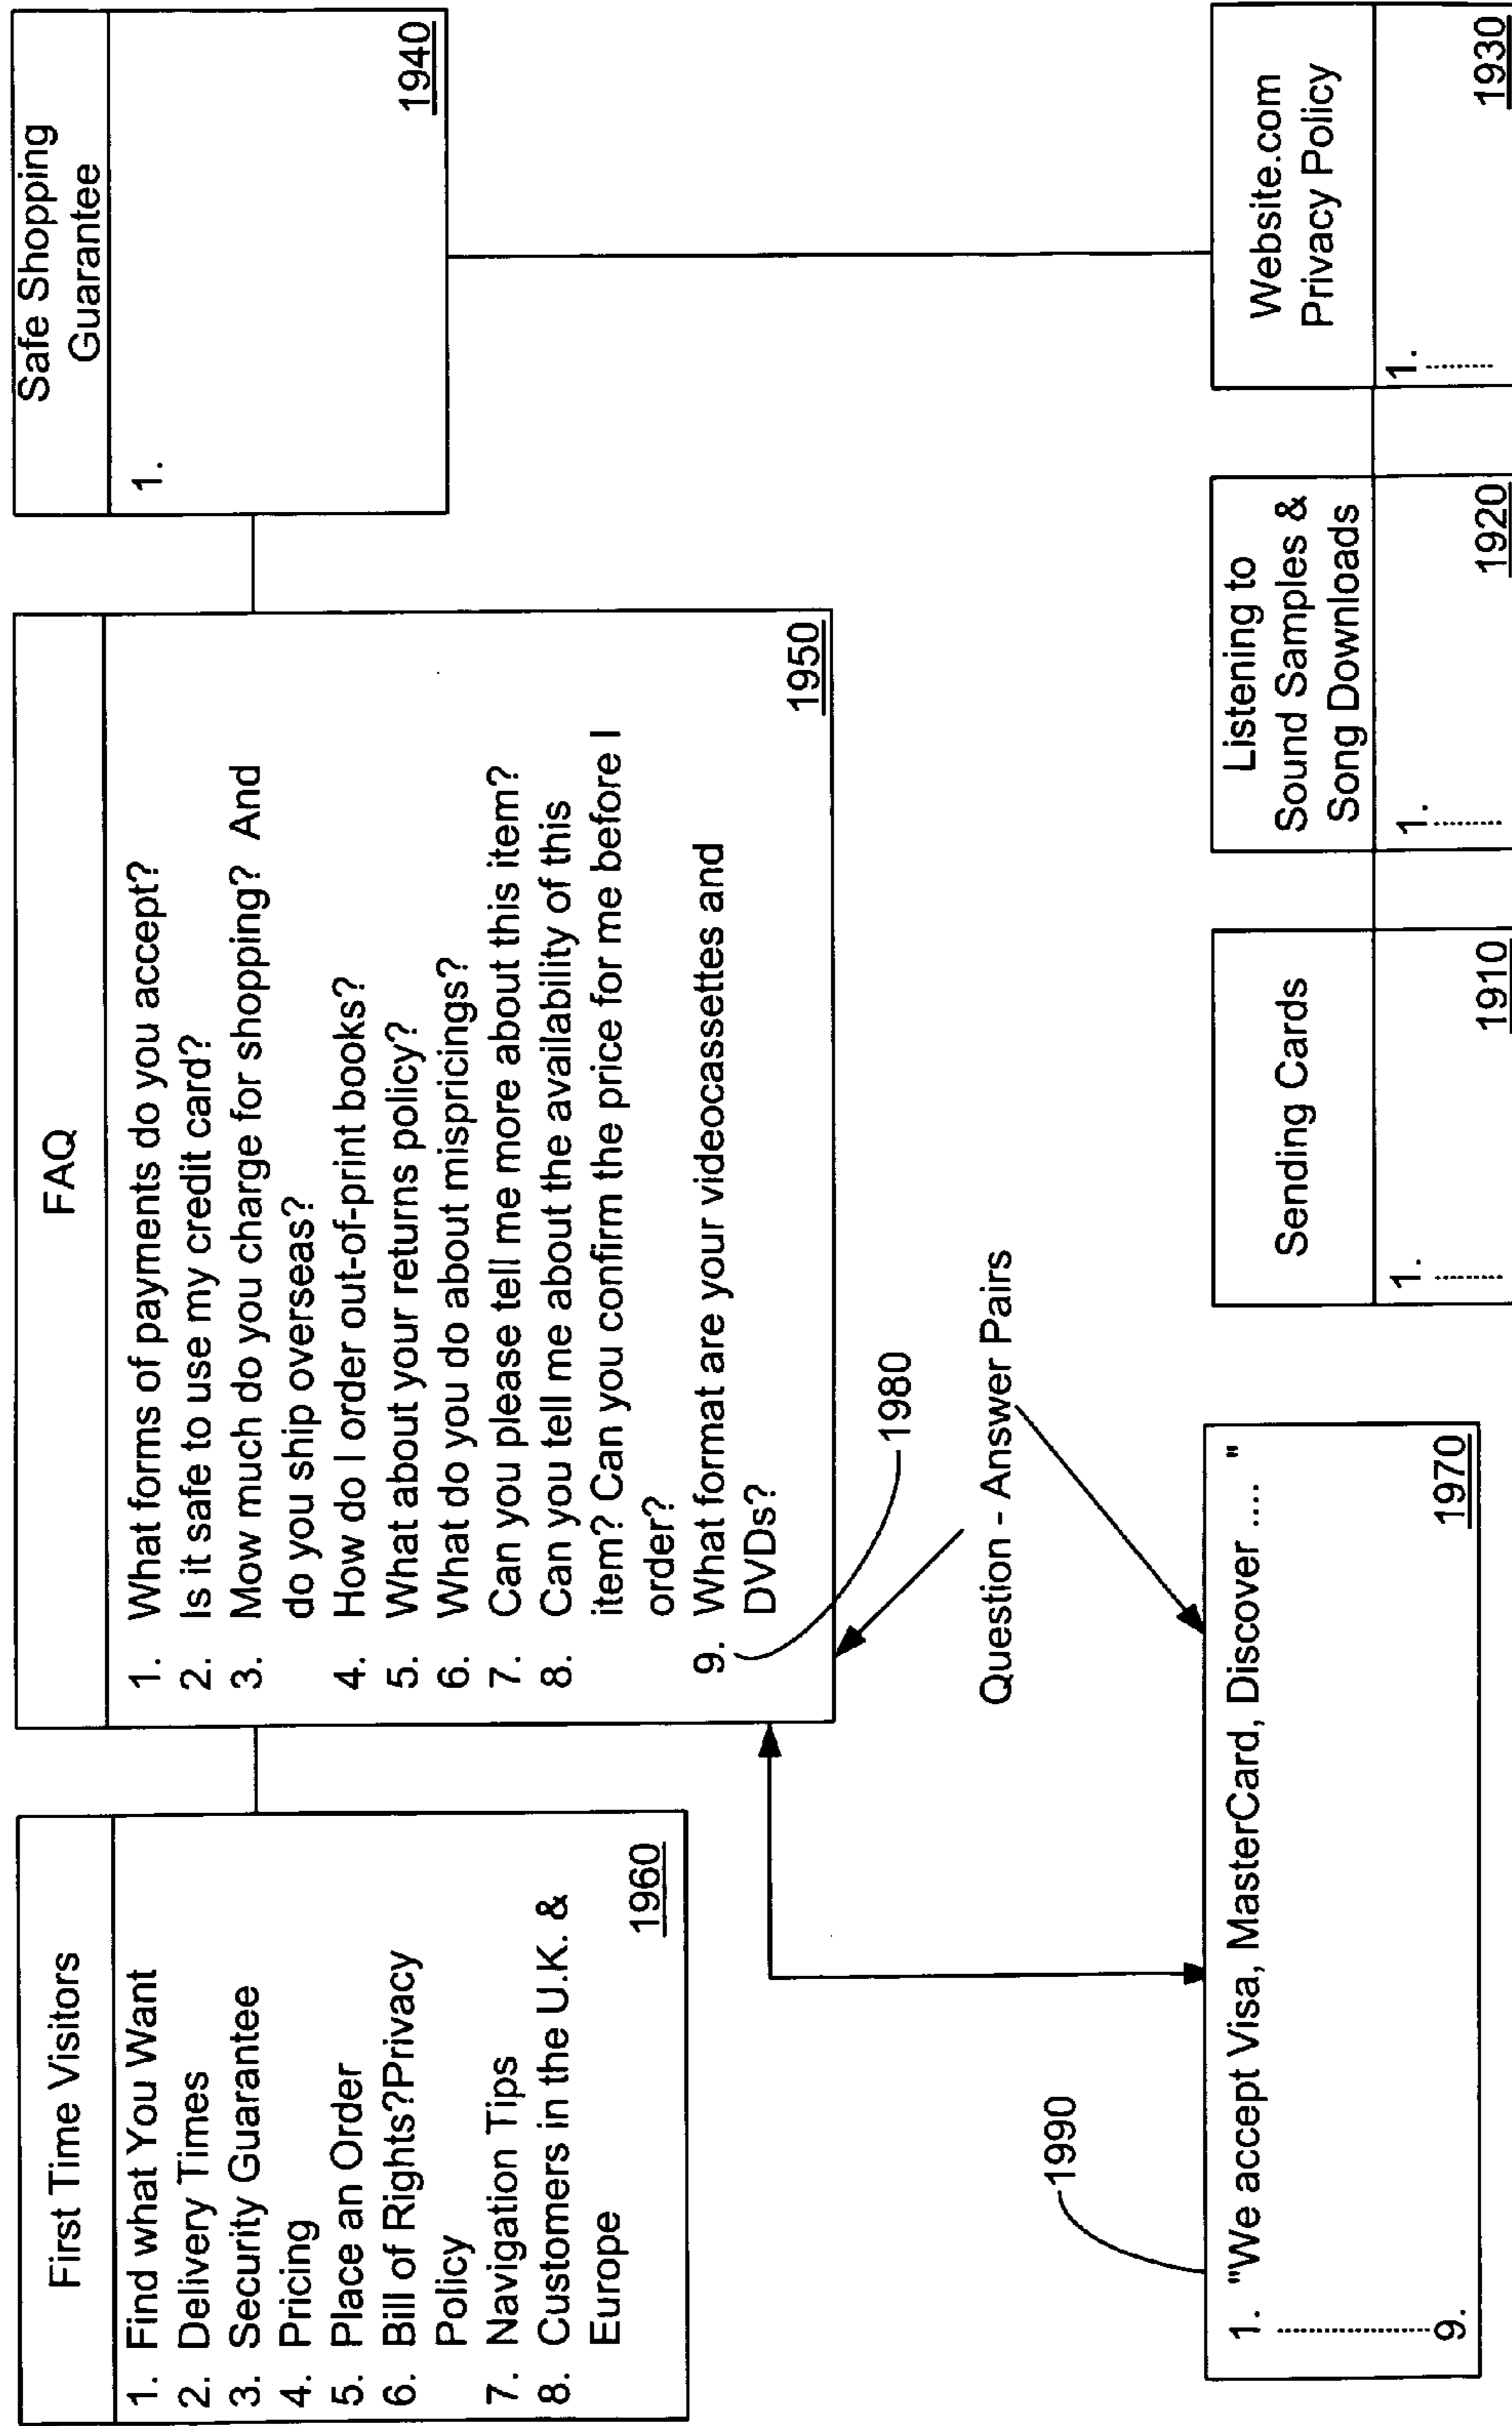 First Time Visitors
1. Find what You Want
2. Delivery Times
3. Security Guarantee
4. Pricing
5. Place an Order
6. Bill of Rights?Privacy
Policy
7. Navigation Tips
8. Customers in the U.K. &
Europe
1960
FAQ
1. What forms of payments do you accept?
2. Is it safe to use my credit card?
3. Mow much do you charge for shopping? And
do you ship overseas?
4. How do I order out-of-print books?
5. What about your returns policy?
6. What do you do about mispricings?
7. Can you please tell me more about this item?
8. Can you tell me about the availability of this
item? Can you confirm the price for me before I
order?
9. What format are your videocassettes and
DVDs?
1950
Safe Shopping
Guarantee
1.
1940
1980
Question - Answer Pairs
1990
1. "We accept Visa, MasterCard, Discover .... "
9.
1970
Sending Cards
1.
1910
Listening to
Sound Samples &
Song Downloads
1.
1920
Website.com
Privacy Policy
1.
1930